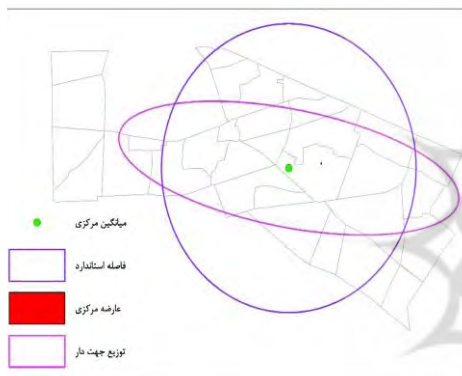 میانگین مرکزی
فاصله استاندارد
عارضه مرکزی
توزیع جهت دار